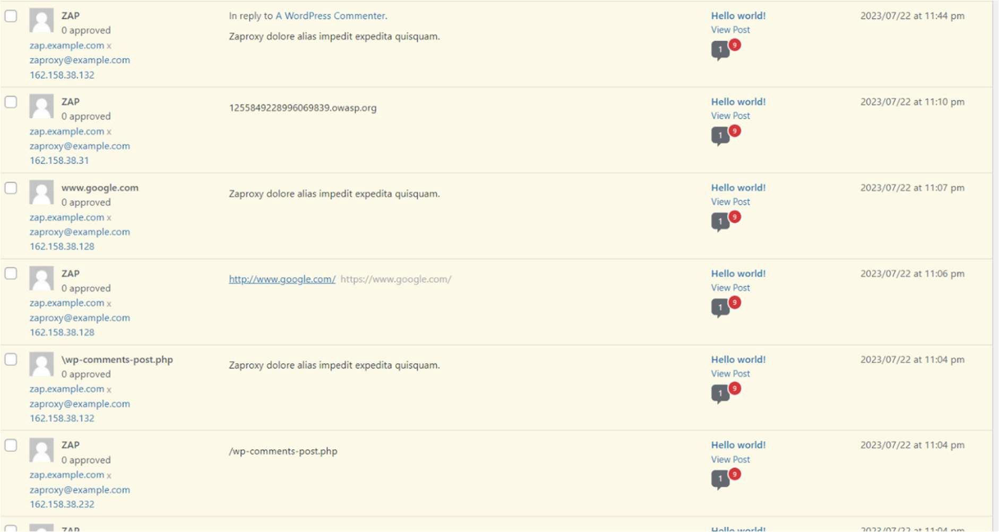 ZAP
0 approved
zap.example.com x
zaproxy@example.com
162.158.38.132
In reply to A WordPress Commenter.
Zaproxy dolore alias impedit expedita quisquam.
Hello world!
View Post
1 9
2023/07/22 at 11:44 pm
ZAP
0 approved
zap.example.com x
zaproxy@example.com
162.158.38.31
1255849228996069839.owasp.org
Hello world!
View Post
1 9
2023/07/22 at 11:10 pm
www.google.com
0 approved
zap.example.com x
zaproxy@example.com
162.158.38.128
Zaproxy dolore alias impedit expedita quisquam.
Hello world!
View Post
1 9
2023/07/22 at 11:07 pm
ZAP
0 approved
zap.example.com x
zaproxy@example.com
162.158.38.128
http://www.google.com/ https://www.google.com/
Hello world!
View Post
1 9
2023/07/22 at 11:06 pm
\wp-comments-post.php
0 approved
zap.example.com x
zaproxy@example.com
162.158.38.132
Zaproxy dolore alias impedit expedita quisquam.
Hello world!
View Post
1 9
2023/07/22 at 11:04 pm
ZAP
0 approved
zap.example.com x
zaproxy@example.com
162.158.38.232
/wp-comments-post.php
Hello world!
View Post
1 9
2023/07/22 at 11:04 pm
ZAP
Hello world!
2023/07/22 at 11:04 pm